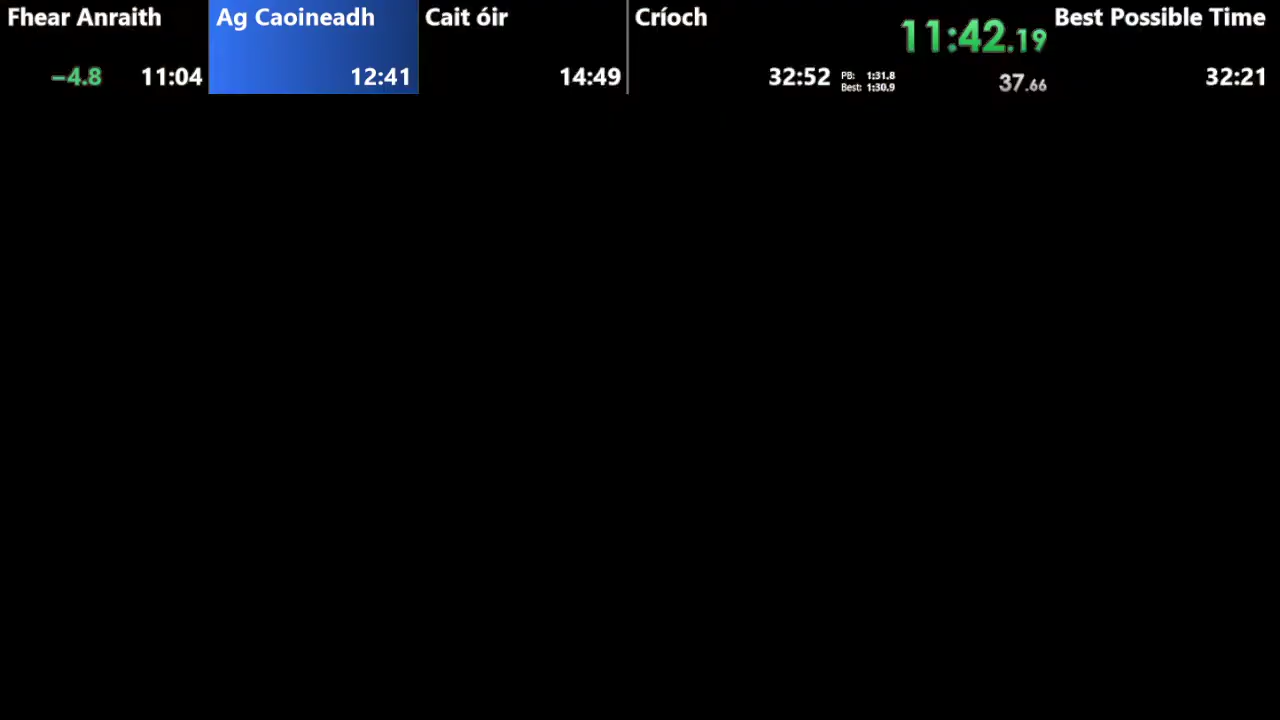 Fhear Anraith
−4.8 11:04
Ag Caoineadh
12:41
Cait óir
14:49
Críoch
32:52
PB: 1:31.8
Best: 1:30.9
11:42.19
37.66
Best Possible Time
32:21